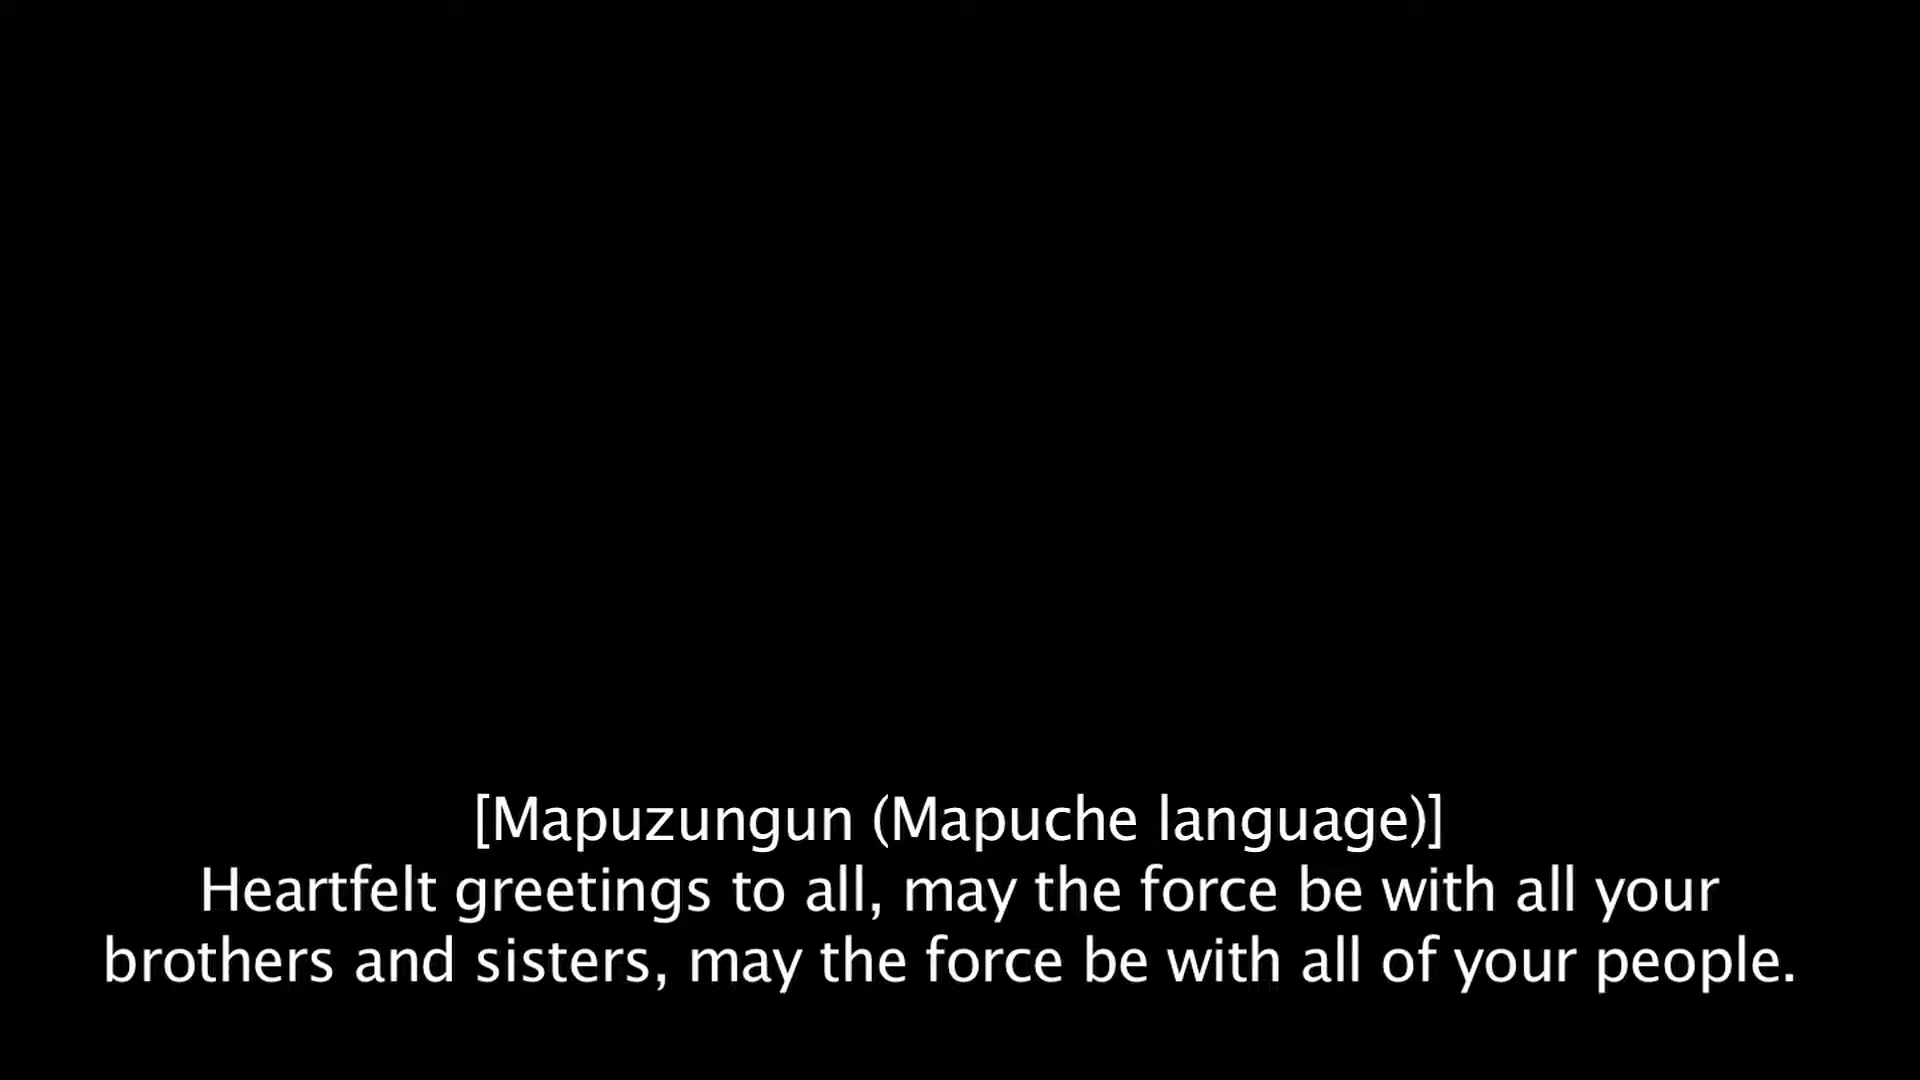 [Mapuzungun (Mapuche language)]
Heartfelt greetings to all, may the force be with all your
brothers and sisters, may the force be with all of your people.